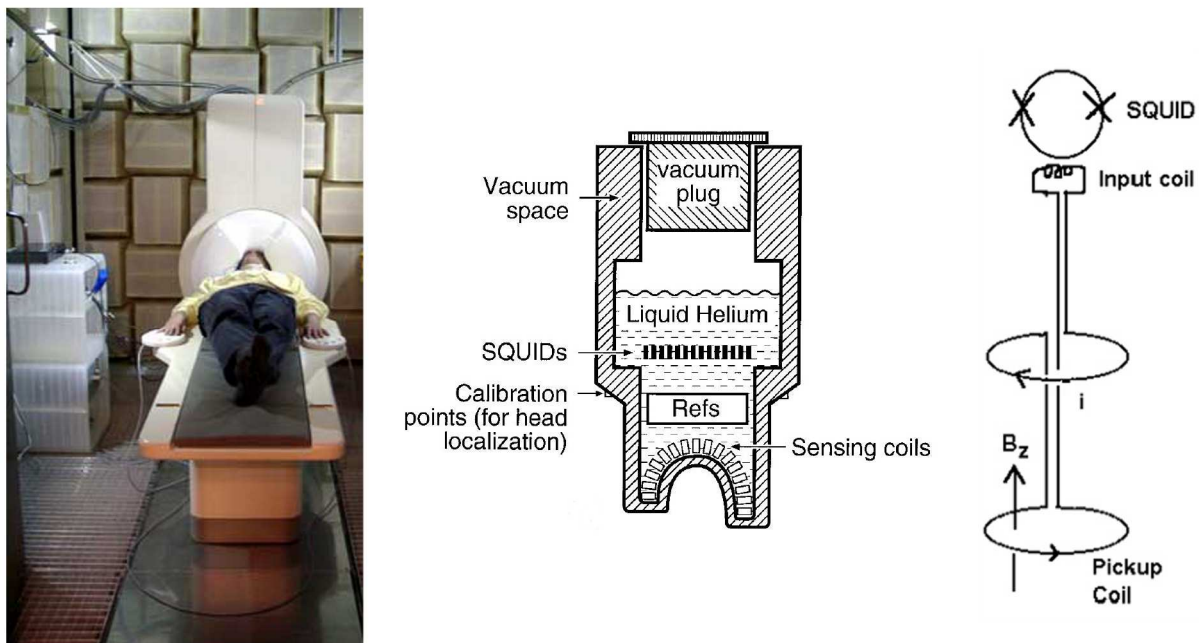 vacuum
plug
Vacuum
space
Liquid Helium
SQUIDs
Calibration
points (for head
localization)
Refs
Sensing coils
SQUID
Input coil
i
Bz
Pickup
Coil